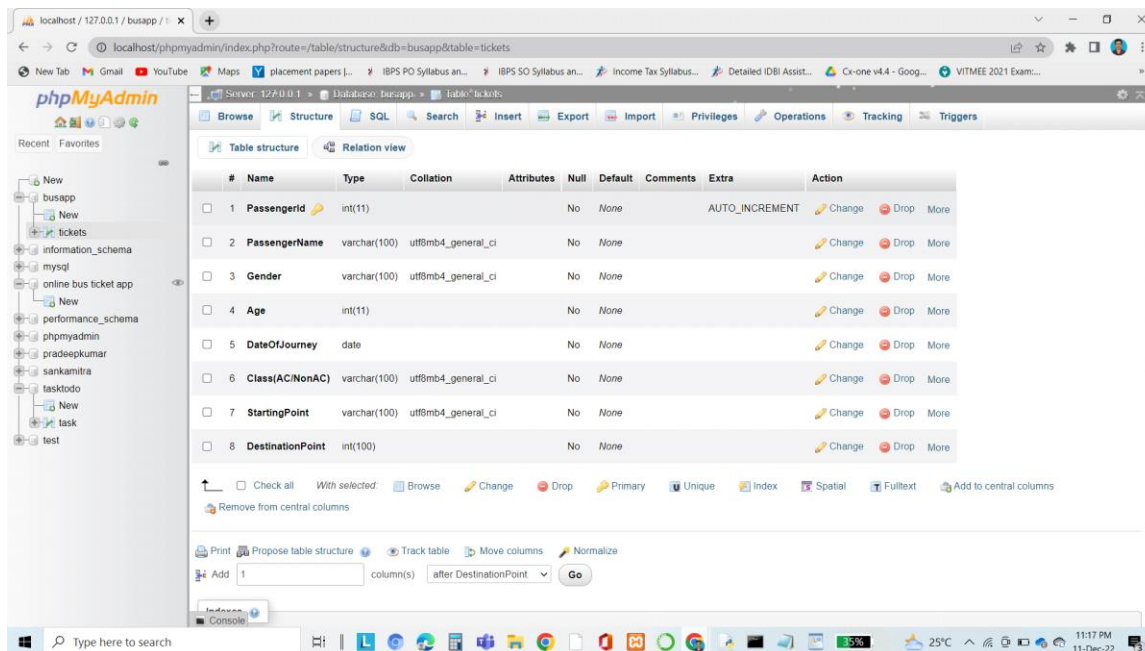 localhost / 127.0.0.1 / busapp / t
localhost/phpmyadmin/index.php?route=/table/structure&db=busapp&table=tickets
New Tab Gmail YouTube Maps placement papers |... IBPS PO Syllabus an... IBPS SO Syllabus an... Income Tax Syllabus... Detailed IDBI Assist... Cx-one v4.4 - Goog... VITMEE 2021 Exam:...
phpMyAdmin
Recent Favorites
New
busapp
New
tickets
information_schema
mysql
online bus ticket app
New
performance_schema
phpmyadmin
pradeepkumar
sankamitra
tasktodo
New
task
test
Server: 127.0.0.1 » Database: busapp » Table: tickets
Browse Structure SQL Search Insert Export Import Privileges Operations Tracking Triggers
Table structure Relation view
# Name Type Collation Attributes Null Default Comments Extra Action
1 PassengerId int(11) No None AUTO_INCREMENT Change Drop More
2 PassengerName varchar(100) utf8mb4_general_ci No None Change Drop More
3 Gender varchar(100) utf8mb4_general_ci No None Change Drop More
4 Age int(11) No None Change Drop More
5 DateOfJourney date No None Change Drop More
6 Class(AC/NonAC) varchar(100) utf8mb4_general_ci No None Change Drop More
7 StartingPoint varchar(100) utf8mb4_general_ci No None Change Drop More
8 DestinationPoint int(100) No None Change Drop More
Check all With selected: Browse Change Drop Primary Unique Index Spatial Fulltext Add to central columns
Remove from central columns
Print Propose table structure Track table Move columns Normalize
Add 1 column(s) after DestinationPoint Go
Indexes
Console
Type here to search 35% 25°C 11:17 PM
11-Dec-22